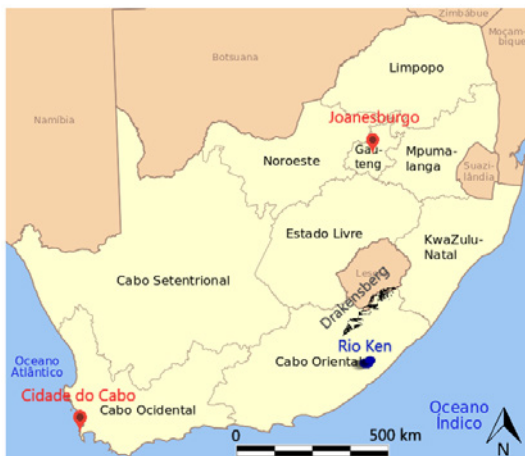 Zimbábue
Moçam-
bique
Botsuana
Limpopo
Namíbia
Joanesburgo
Gau-
teng
Noroeste
Mpuma-
langa
Suazi-
lândia
Estado Livre
KwaZulu-
Natal
Cabo Setentrional
Drakensberg
Rio Ken
Cabo Oriental
Oceano
Atlântico
Cidade do Cabo
Cabo Ocidental
Oceano
Índico
0
500 km
N